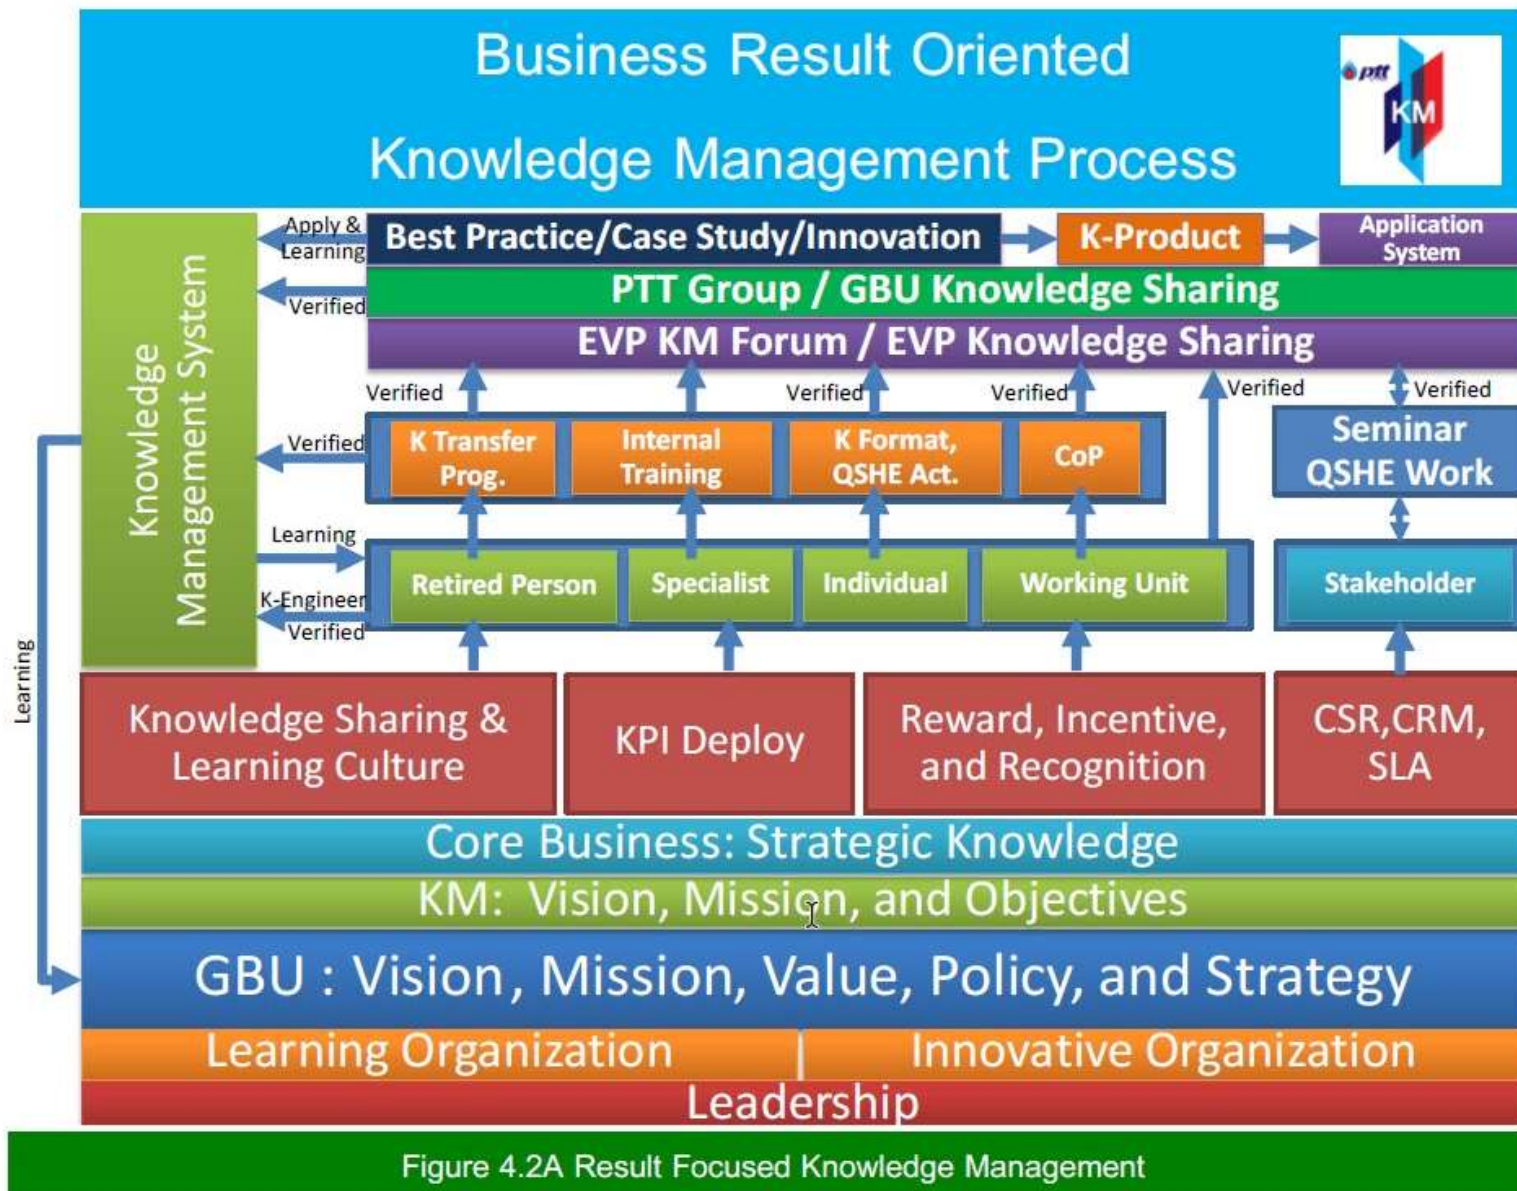 Business Result Oriented
Knowledge Management Process
ptt
KM
Knowledge
Management System
Apply &
Learning
Best Practice/Case Study/Innovation
K-Product
Application
System
Verified
PTT Group / GBU Knowledge Sharing
EVP KM Forum / EVP Knowledge Sharing
Verified
Verified
Verified
Verified
Verified
Verified
K Transfer
Prog.
Internal
Training
K Format,
QSHE Act.
CoP
Seminar
QSHE Work
Learning
K-Engineer
Verified
Retired Person
Specialist
Individual
Working Unit
Stakeholder
Learning
Knowledge Sharing &
Learning Culture
KPI Deploy
Reward, Incentive,
and Recognition
CSR,CRM,
SLA
Core Business: Strategic Knowledge
KM: Vision, Mission, and Objectives
GBU : Vision, Mission, Value, Policy, and Strategy
Learning Organization
Innovative Organization
Leadership
Figure 4.2A Result Focused Knowledge Management